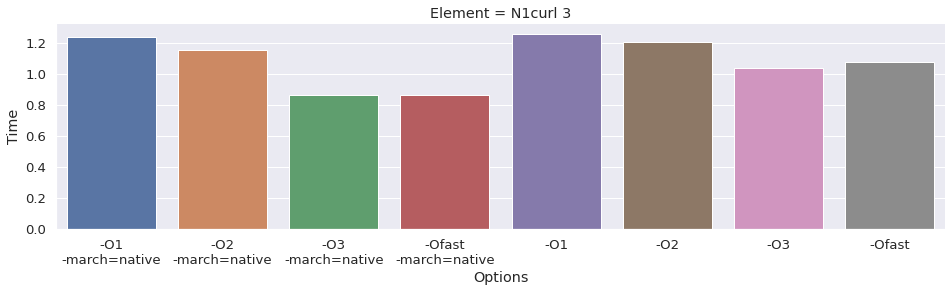 Element = N1curl 3
Time
1.2
1.0
0.8
0.6
0.4
0.2
0.0
-O1
-march=native
-O2
-march=native
-O3
-march=native
-Ofast
-march=native
-O1
-O2
-O3
-Ofast
Options